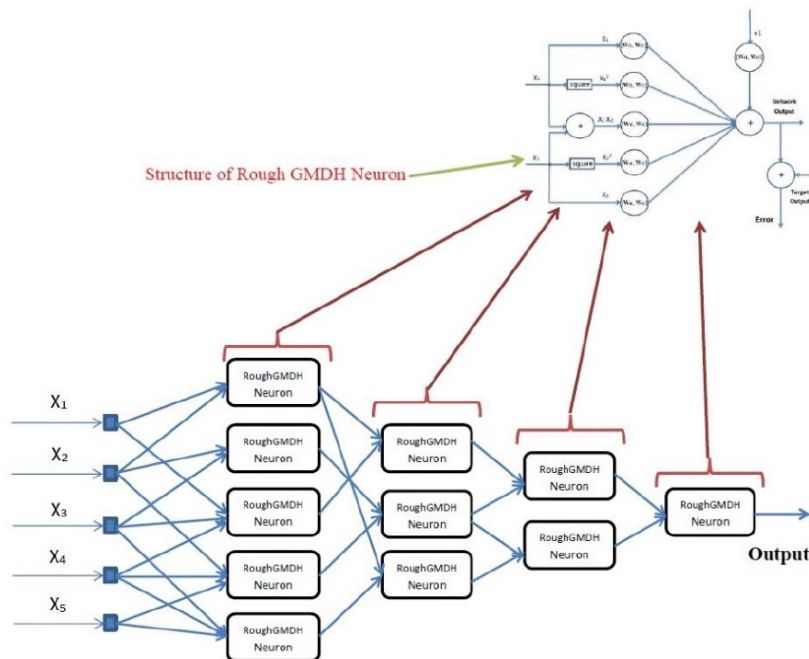 +1
square
Network
Output
X₁ X₂
+
Structure of Rough GMDH Neuron
square
+
Target
Output
Error
X₁
X₂
X₃
X₄
X₅
RoughGMDH
Neuron
RoughGMDH
Neuron
RoughGMDH
Neuron
RoughGMDH
Neuron
RoughGMDH
Neuron
RoughGMDH
Neuron
RoughGMDH
Neuron
RoughGMDH
Neuron
RoughGMDH
Neuron
RoughGMDH
Neuron
RoughGMDH
Neuron
Output